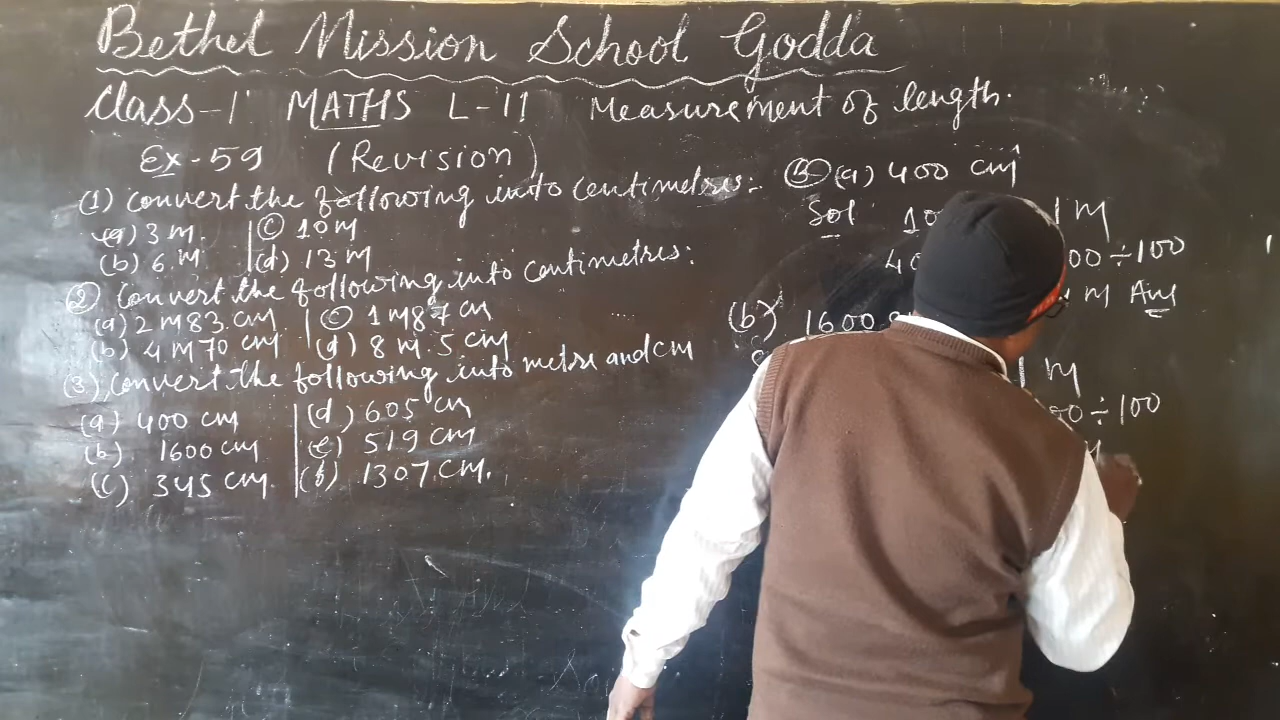 Bethel Mission School Godda
Class-1 MATHS L-11 Measurement of length.
Ex-59 (Revision)
(1) Convert the following into Centimetres:-
(a) 3 M. (c) 10 M
(b) 6 M (d) 13 M
(2) Convert the following into Centimetres:
(a) 2 M 83 cm (c) 1 M 87 cm
(b) 4 M 70 cm (d) 8 M 5 cm
(3) Convert the following into metre and cm
(a) 400 cm (d) 605 cm
(b) 1600 cm (e) 519 cm
(c) 345 cm (f) 1307 cm.
(3) (a) 400 cm
Sol 10 1 M
40 00 ÷ 100
M Ans
(b) 1600
1 M
00 ÷ 100